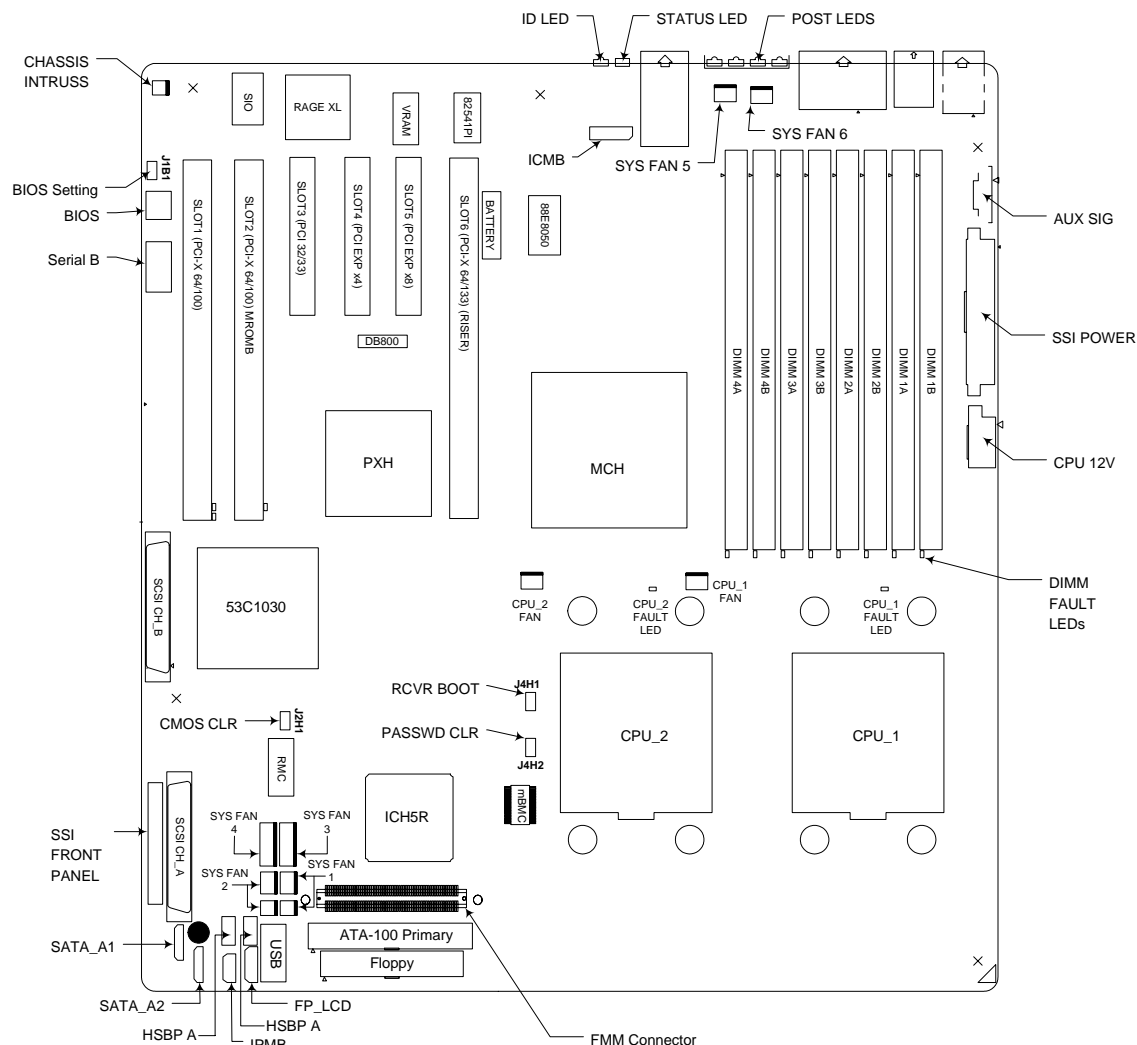 ID LED
STATUS LED
POST LEDS
CHASSIS
INTRUSS
SIO
RAGE XL
VRAM
82541PI
ICMB
SYS FAN 5
SYS FAN 6
J1B1
BIOS Setting
BIOS
Serial B
SLOT1 (PCI-X 64/100)
SLOT2 (PCI-X 64/100) MROMB
SLOT3 (PCI 32/33)
SLOT4 (PCI EXP x4)
SLOT5 (PCI EXP x8)
SLOT6 (PCI-X 64/133) (RISER)
BATTERY
88E8050
DB800
AUX SIG
SSI POWER
CPU 12V
DIMM 4A
DIMM 4B
DIMM 3A
DIMM 3B
DIMM 2A
DIMM 2B
DIMM 1A
DIMM 1B
PXH
MCH
DIMM
FAULT
LEDs
SCSI CH_B
53C1030
CPU_2
FAN
CPU_2
FAULT
LED
CPU_1
FAN
CPU_1
FAULT
LED
RCVR BOOT
J4H1
CMOS CLR
J2H1
PASSWD CLR
J4H2
CPU_2
CPU_1
RMC
ICH5R
mBMC
SSI
FRONT
PANEL
SCSI CH_A
SYS FAN
4
SYS FAN
3
SYS FAN
2
SYS FAN
1
ATA-100 Primary
Floppy
USB
SATA_A1
SATA_A2
FP_LCD
HSBP A
HSBP A
IPMB
FMM Connector